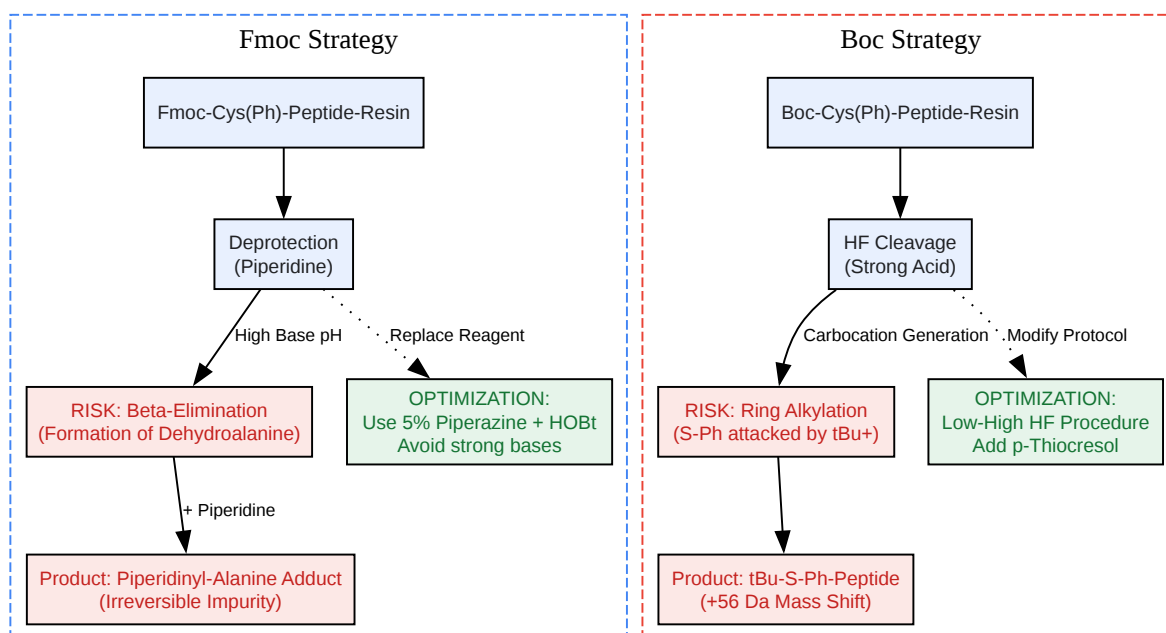 Fmoc Strategy
Fmoc-Cys(Ph)-Peptide-Resin
Deprotection
(Piperidine)
High Base pH
Replace Reagent
RISK: Beta-Elimination
(Formation of Dehydroalanine)
OPTIMIZATION:
Use 5% Piperazine + HOBt
Avoid strong bases
+ Piperidine
Product: Piperidinyl-Alanine Adduct
(Irreversible Impurity)
Boc Strategy
Boc-Cys(Ph)-Peptide-Resin
HF Cleavage
(Strong Acid)
Carbocation Generation
Modify Protocol
RISK: Ring Alkylation
(S-Ph attacked by tBu+)
OPTIMIZATION:
Low-High HF Procedure
Add p-Thiocresol
Product: tBu-S-Ph-Peptide
(+56 Da Mass Shift)